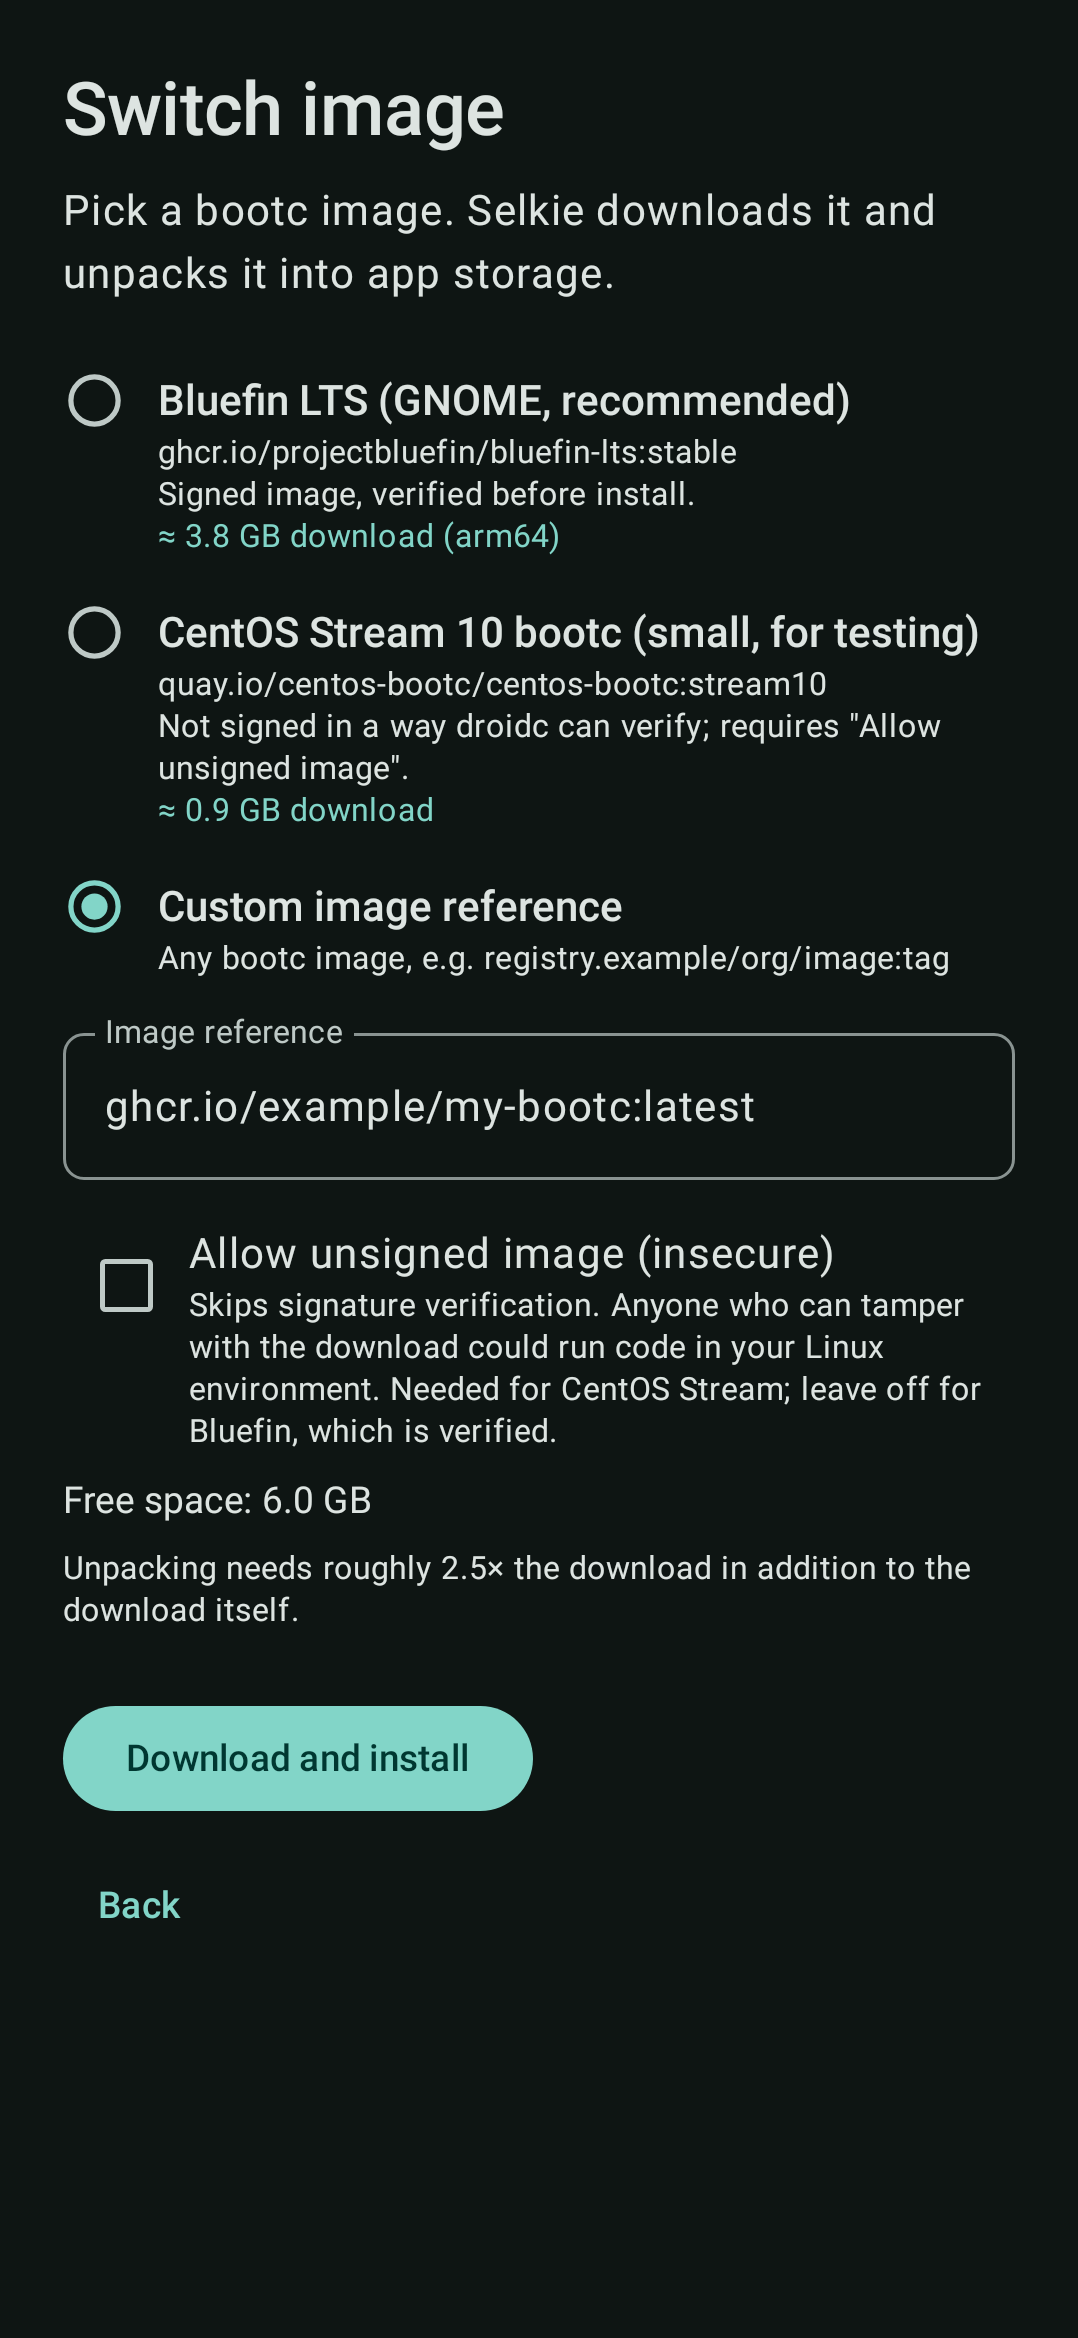 Switch image
Pick a bootc image. Selkie downloads it and
unpacks it into app storage.
Bluefin LTS (GNOME, recommended)
ghcr.io/projectbluefin/bluefin-lts:stable
Signed image, verified before install.
≈ 3.8 GB download (arm64)
CentOS Stream 10 bootc (small, for testing)
quay.io/centos-bootc/centos-bootc:stream10
Not signed in a way droidc can verify; requires "Allow
unsigned image".
≈ 0.9 GB download
Custom image reference
Any bootc image, e.g. registry.example/org/image:tag
Image reference
ghcr.io/example/my-bootc:latest
Allow unsigned image (insecure)
Skips signature verification. Anyone who can tamper
with the download could run code in your Linux
environment. Needed for CentOS Stream; leave off for
Bluefin, which is verified.
Free space: 6.0 GB
Unpacking needs roughly 2.5× the download in addition to the
download itself.
Download and install
Back